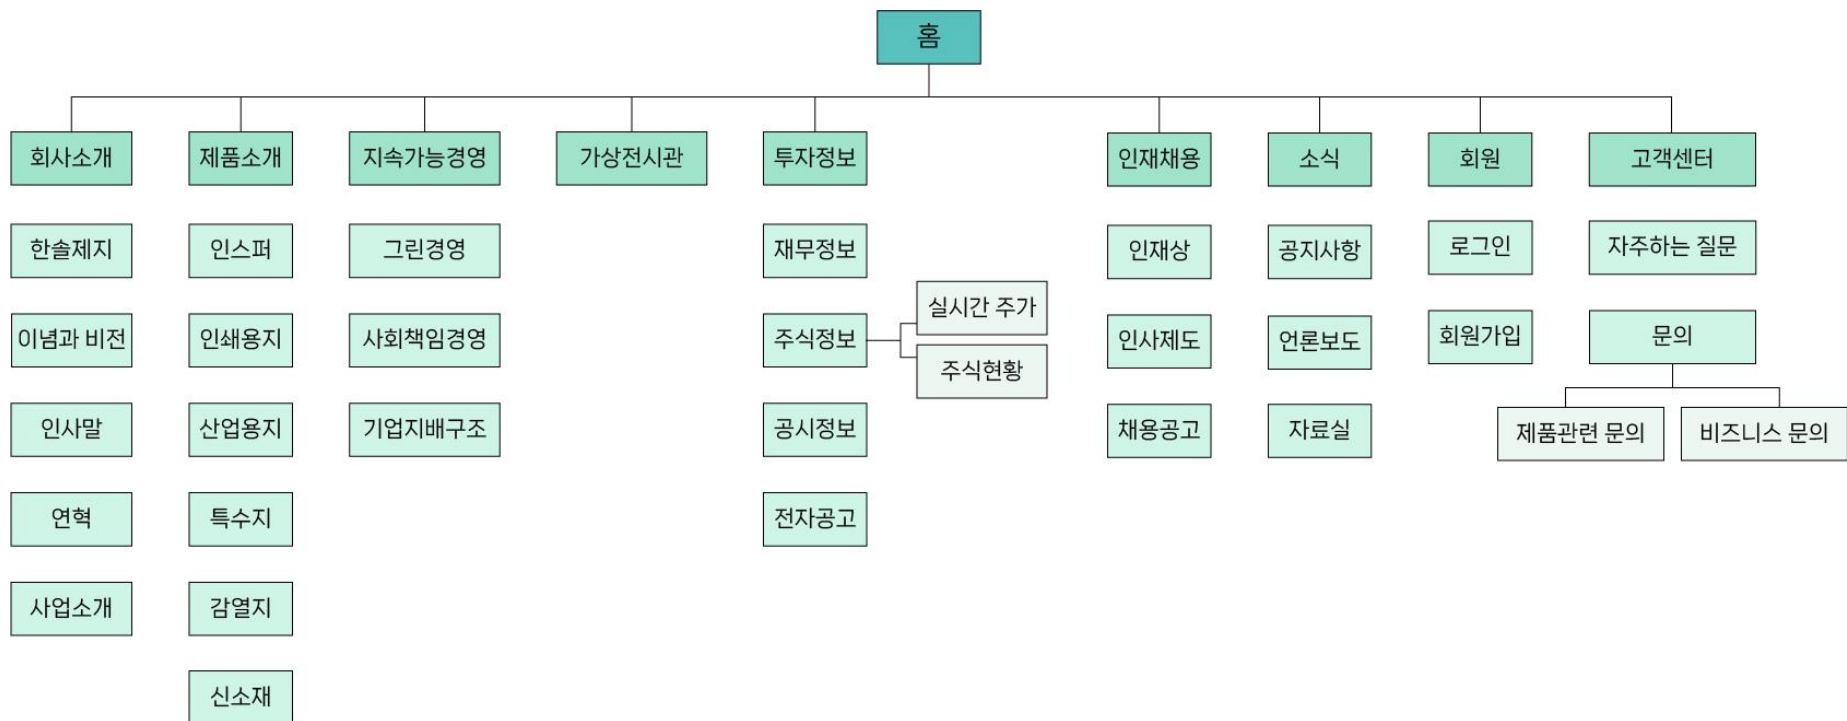 홈
회사소개
제품소개
지속가능경영
가상전시관
투자정보
인재채용
소식
회원
고객센터
한솔제지
이념과 비전
인사말
연혁
사업소개
인스퍼
인쇄용지
산업용지
특수지
감열지
신소재
그린경영
사회책임경영
기업지배구조
재무정보
주식정보
실시간 주가
주식현황
공시정보
전자공고
인재상
인사제도
채용공고
공지사항
언론보도
자료실
로그인
회원가입
자주하는 질문
문의
제품관련 문의
비즈니스 문의